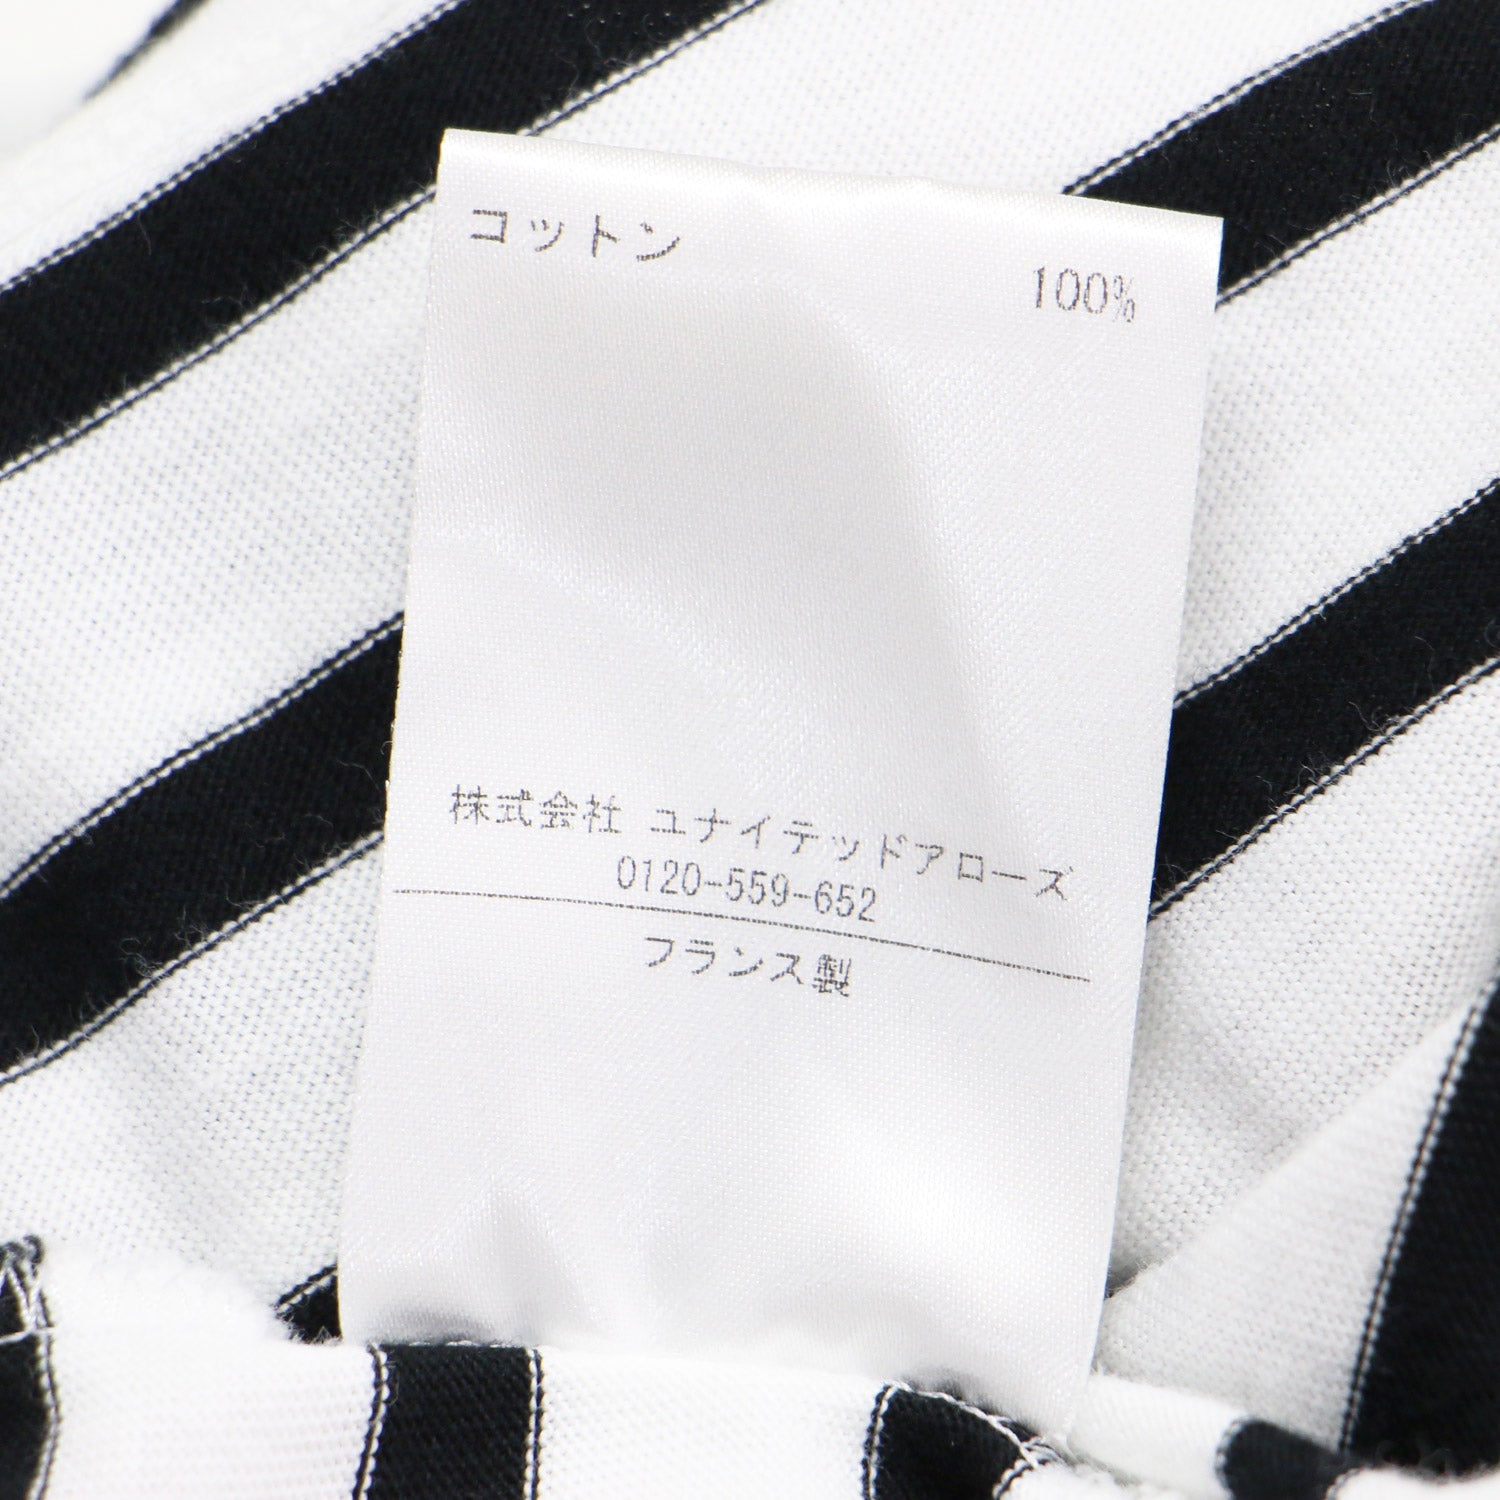 コットン 100%
株式会社 ユナイテッドアローズ
0120-559-652
フランス製